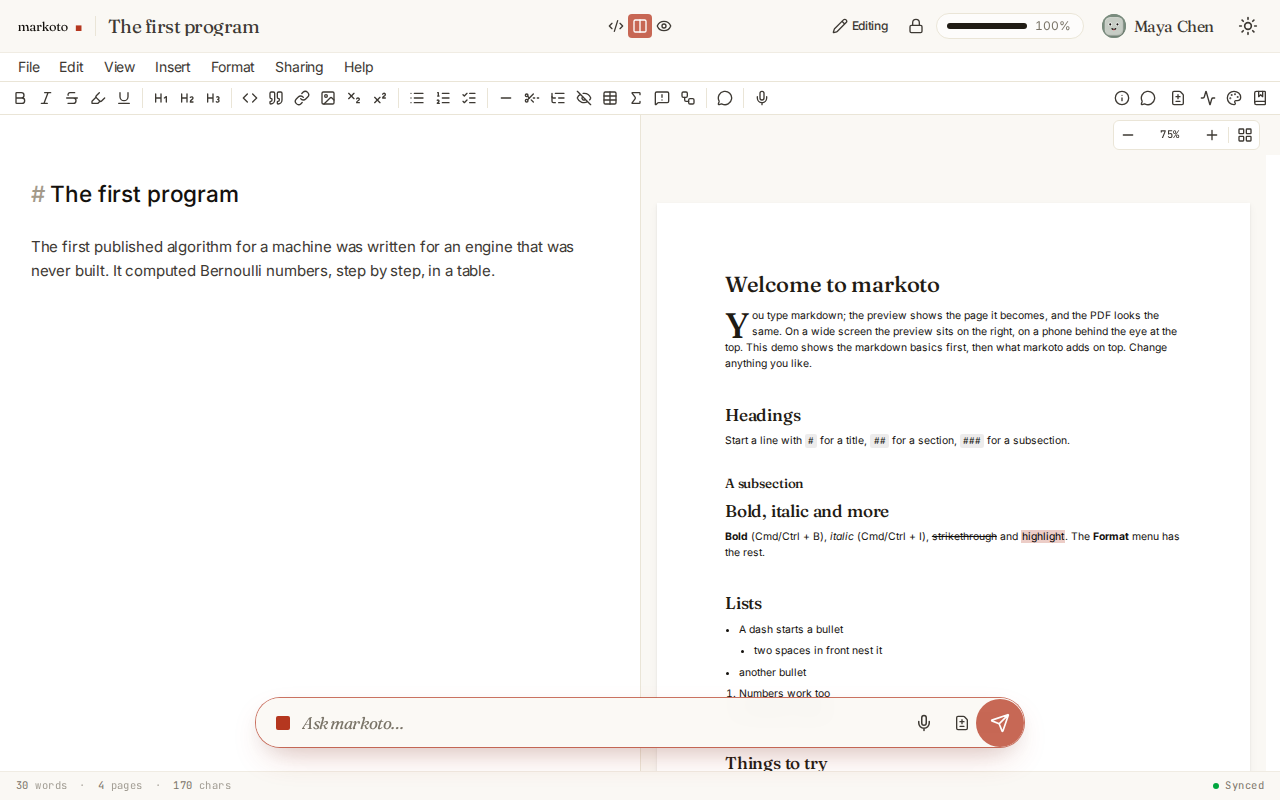 markoto
The first program
Editing
100%
Maya Chen
File Edit View Insert Format Sharing Help
H1 H2 H3
75%
# The first program
The first published algorithm for a machine was written for an engine that was
never built. It computed Bernoulli numbers, step by step, in a table.
Welcome to markoto
You type markdown; the preview shows the page it becomes, and the PDF looks the
same. On a wide screen the preview sits on the right, on a phone behind the eye at the
top. This demo shows the markdown basics first, then what markoto adds on top. Change
anything you like.
Headings
Start a line with # for a title, ## for a section, ### for a subsection.
A subsection
Bold, italic and more
Bold (Cmd/Ctrl + B), italic (Cmd/Ctrl + I), strikethrough and highlight. The Format menu has
the rest.
Lists
• A dash starts a bullet
• two spaces in front nest it
• another bullet
1. Numbers work too
Things to try
Ask markoto...
30 words · 4 pages · 170 chars
Synced